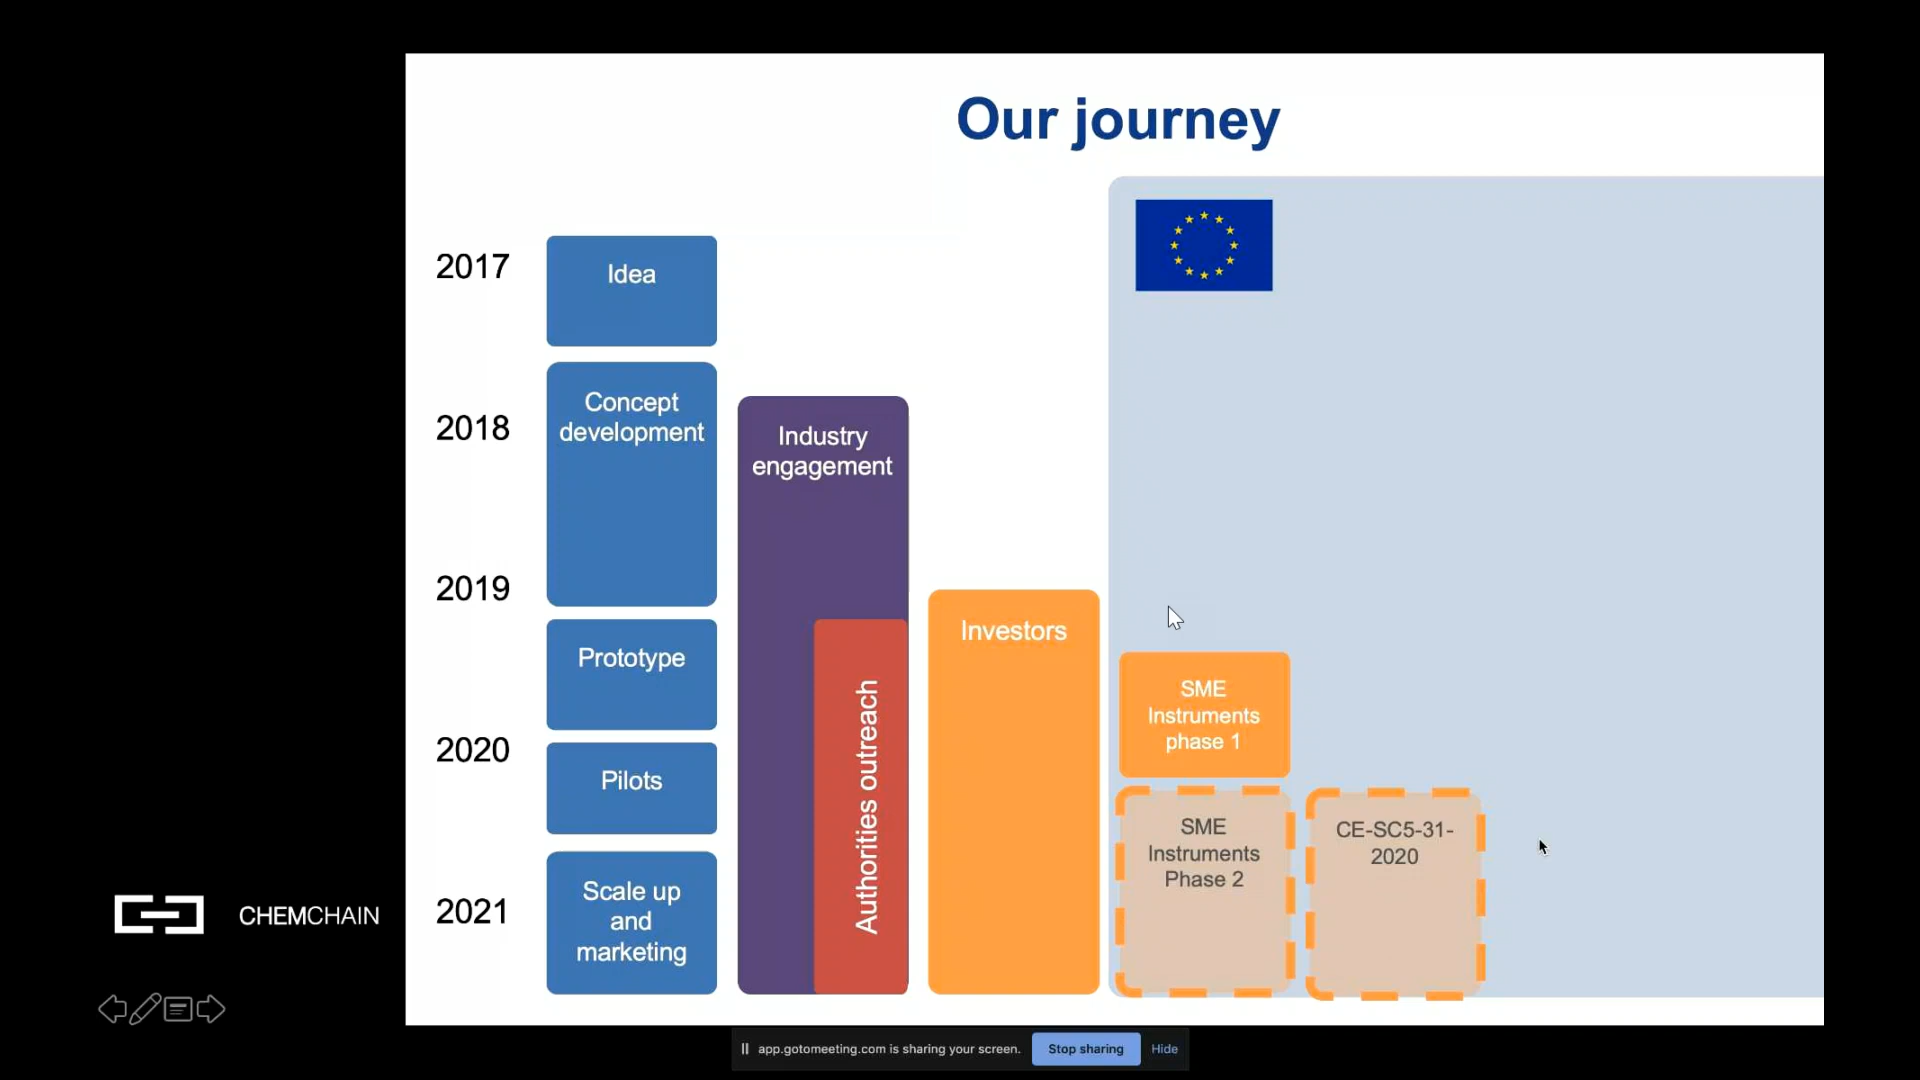 Our journey
2017
Idea
2018
Concept
development
Industry
engagement
2019
Prototype
Authorities outreach
Investors
SME
Instruments
phase 1
2020
Pilots
SME
Instruments
Phase 2
CE-SC5-31-
2020
2021
Scale up
and
marketing
CHEMCHAIN
app.gotomeeting.com is sharing your screen.
Stop sharing
Hide